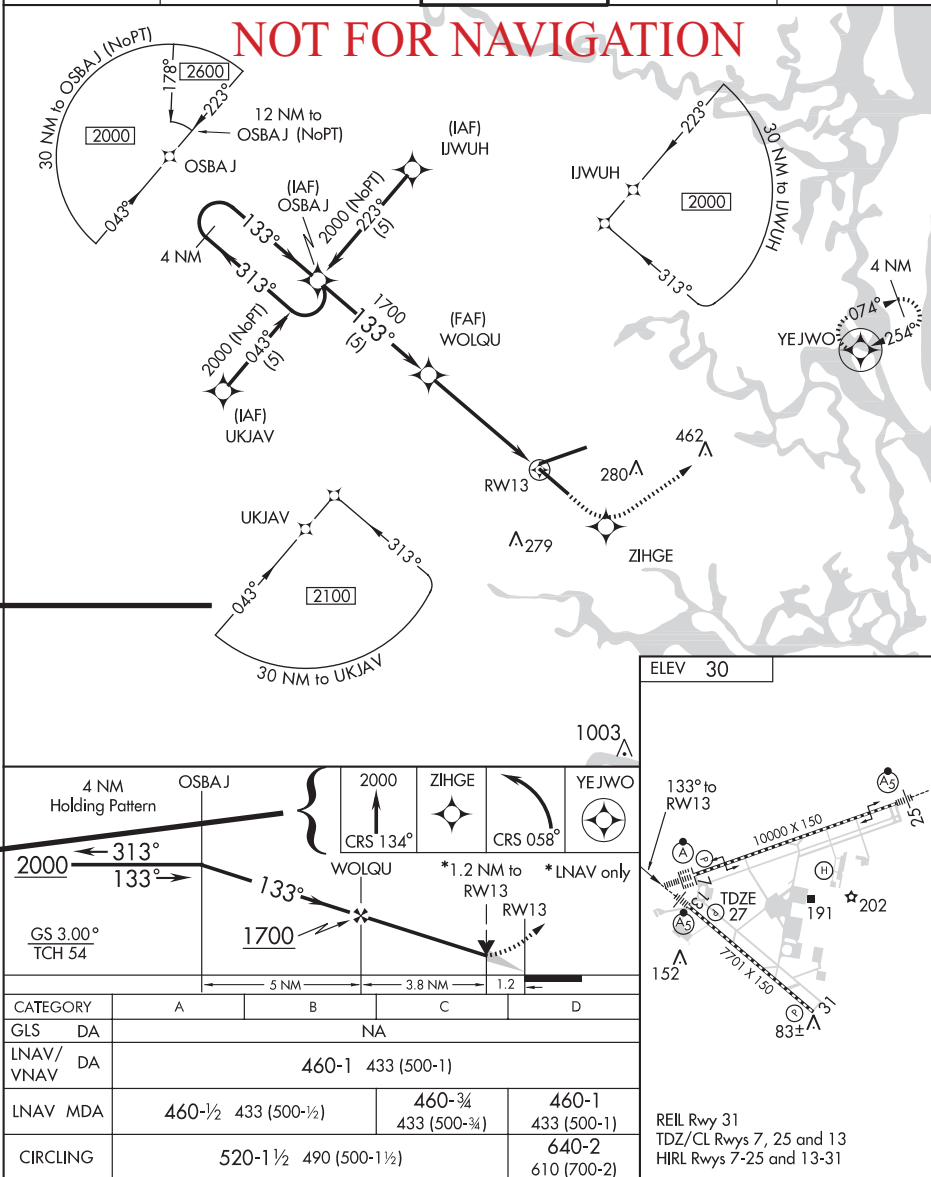 NOT FOR NAVIGATION
30 NM to OSBAJ (NoPT)
178°
2600
223°
12 NM to
OSBAJ (NoPT)
2000
OSBAJ
043°
(IAF)
IJWUH
(IAF)
OSBAJ
2000 (NoPT)
223°
(5)
4 NM
133°
313°
1700
133°
(5)
(FAF)
WOLQU
2000 (NoPT)
043°
(5)
(IAF)
UKJAV
IJWUH
223°
30 NM to IJWUH
2000
313°
4 NM
074°
YEJWO
254°
RW13
280
462
279
ZIHGE
UKJAV
313°
043°
2100
30 NM to UKJAV
1003
4 NM
Holding Pattern
OSBAJ
2000
CRS 134°
ZIHGE
CRS 058°
YEJWO
313°
2000
133°
133°
WOLQU
*1.2 NM to
RW13
*LNAV only
RW13
1700
GS 3.00°
TCH 54
5 NM
3.8 NM
1.2
CATEGORY A B C D
GLS DA NA
LNAV/
VNAV DA 460-1 433 (500-1)
LNAV MDA 460-½ 433 (500-½) 460-¾ 433 (500-¾) 460-1 433 (500-1)
CIRCLING 520-1½ 490 (500-1½) 640-2 610 (700-2)
ELEV 30
133° to
RW13
A5
25
10000 X 150
A
P
7
H
13
P
TDZE
27
191
202
A5
152
7701 X 150
31
P
83±
REIL Rwy 31
TDZ/CL Rwys 7, 25 and 13
HIRL Rwys 7-25 and 13-31